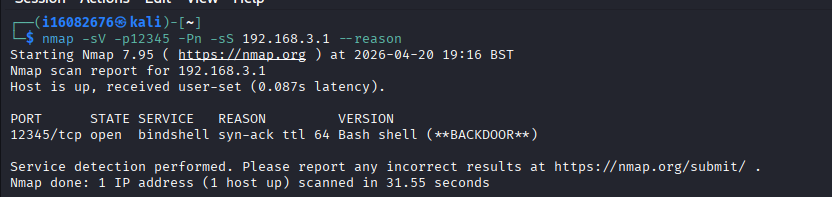 Session Actions Edit View Help
┌──(i16082676㉿kali)-[~]
└─$ nmap -sV -p12345 -Pn -sS 192.168.3.1 --reason
Starting Nmap 7.95 ( https://nmap.org ) at 2026-04-20 19:16 BST
Nmap scan report for 192.168.3.1
Host is up, received user-set (0.087s latency).
PORT      STATE SERVICE   REASON         VERSION
12345/tcp open  bindshell syn-ack ttl 64 Bash shell (**BACKDOOR**)
Service detection performed. Please report any incorrect results at https://nmap.org/submit/ .
Nmap done: 1 IP address (1 host up) scanned in 31.55 seconds